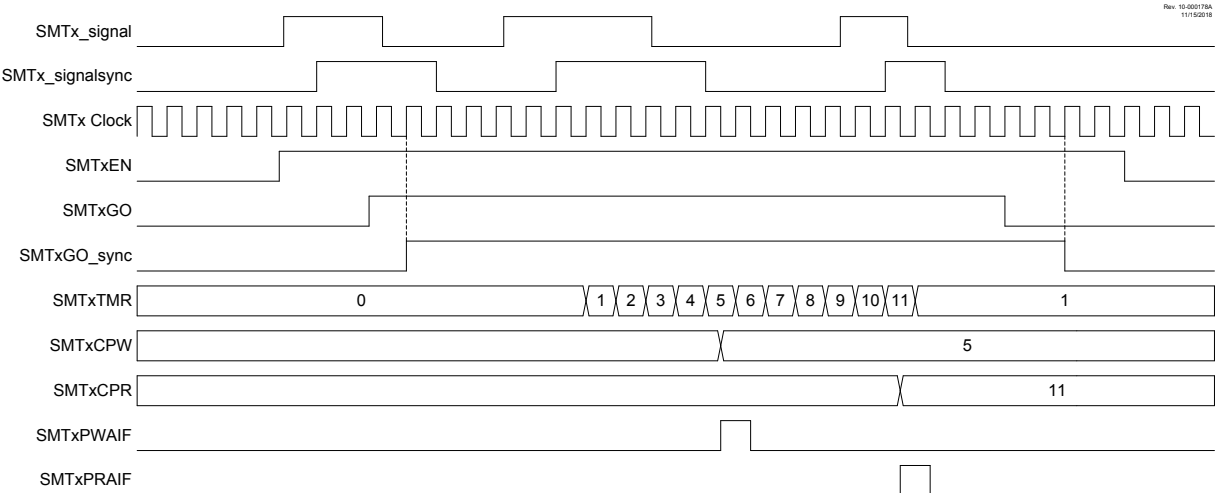 Rev. 10-000178A
11/15/2016
SMTx_signal
SMTx_signalsync
SMTx Clock
SMTxEN
SMTxGO
SMTxGO_sync
SMTxTMR 0 1 2 3 4 5 6 7 8 9 10 11 1
SMTxCPW 5
SMTxCPR 11
SMTxPWAIF
SMTxPRAIF